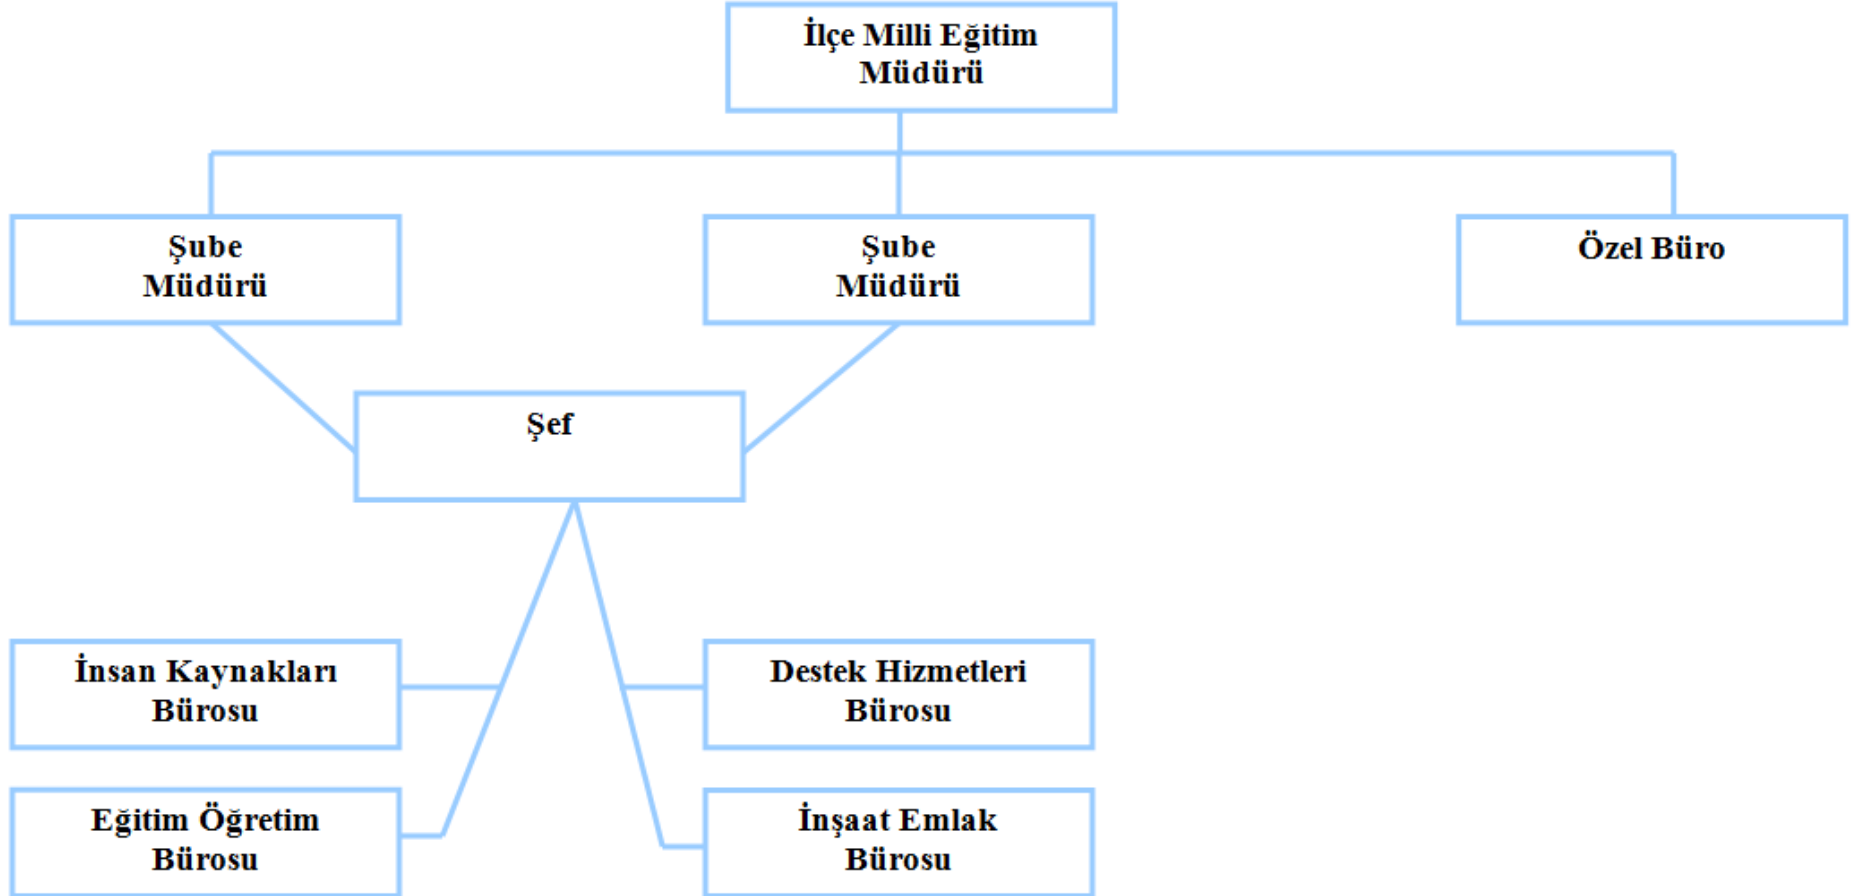 İlçe Milli Eğitim
Müdürü
Şube
Müdürü
Şube
Müdürü
Özel Büro
Şef
İnsan Kaynakları
Bürosu
Destek Hizmetleri
Bürosu
Eğitim Öğretim
Bürosu
İnşaat Emlak
Bürosu